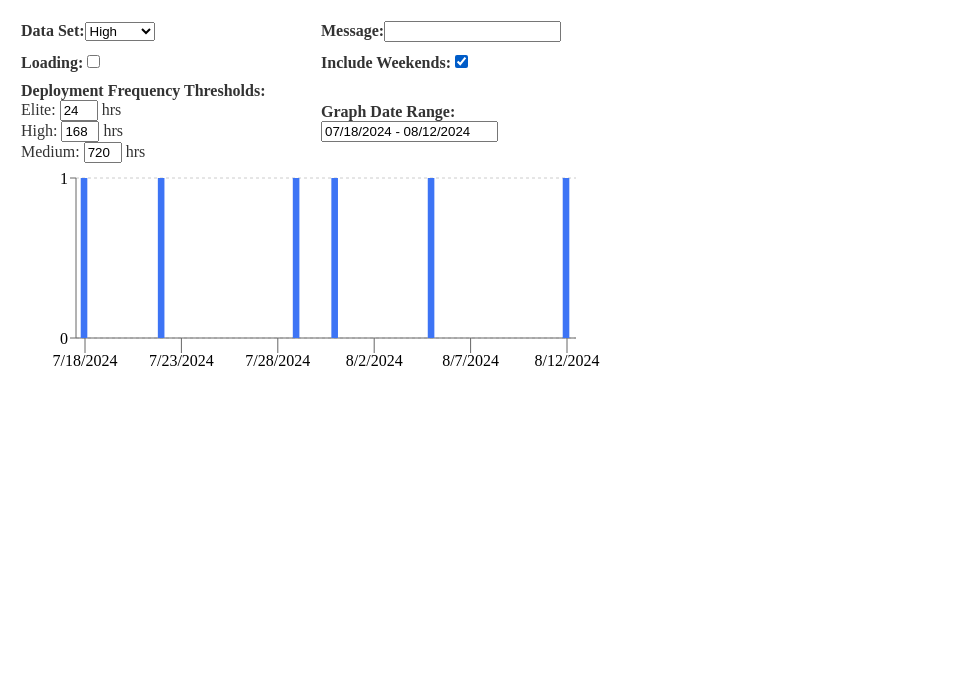 Data Set: High
Message:
Loading:
Include Weekends:
Deployment Frequency Thresholds:
Elite: 24 hrs
High: 168 hrs
Medium: 720 hrs
Graph Date Range:
07/18/2024 - 08/12/2024
1
0
7/18/2024 7/23/2024 7/28/2024 8/2/2024 8/7/2024 8/12/2024